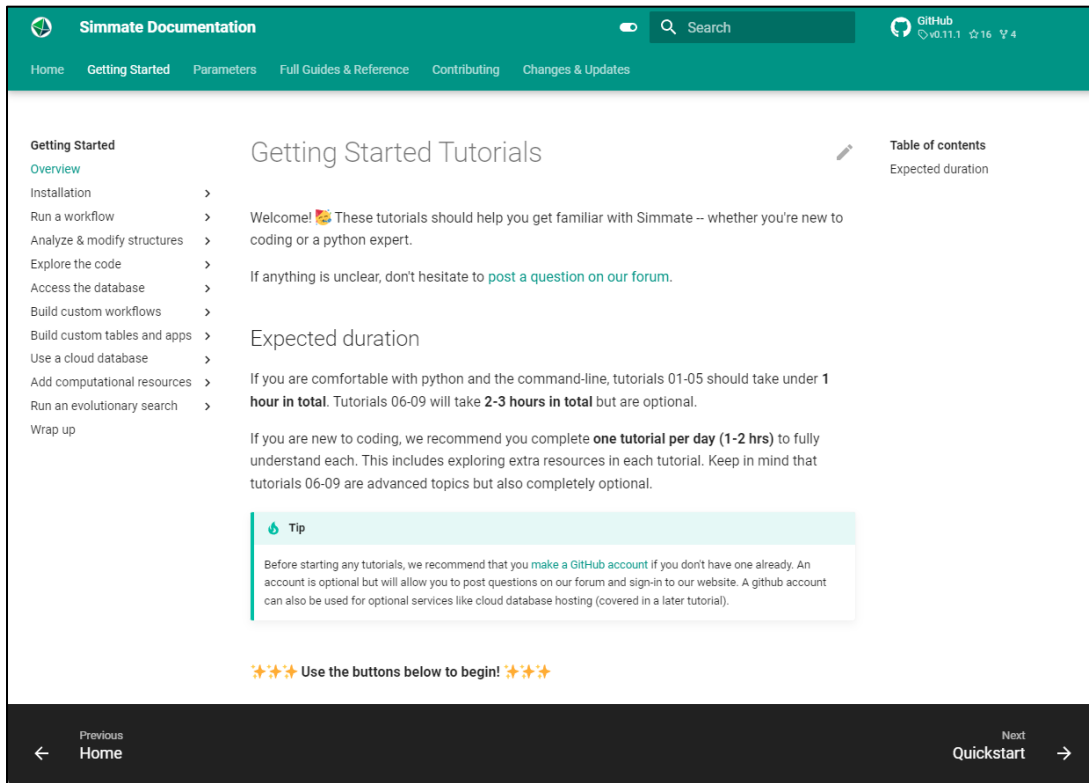 Simmate Documentation
Search
GitHub
v0.11.1 16 4
Home Getting Started Parameters Full Guides & Reference Contributing Changes & Updates
Getting Started
Overview
Installation
Run a workflow
Analyze & modify structures
Explore the code
Access the database
Build custom workflows
Build custom tables and apps
Use a cloud database
Add computational resources
Run an evolutionary search
Wrap up
Getting Started Tutorials
Welcome! 🥳 These tutorials should help you get familiar with Simmate -- whether you're new to
coding or a python expert.
If anything is unclear, don't hesitate to post a question on our forum.
Expected duration
If you are comfortable with python and the command-line, tutorials 01-05 should take under 1
hour in total. Tutorials 06-09 will take 2-3 hours in total but are optional.
If you are new to coding, we recommend you complete one tutorial per day (1-2 hrs) to fully
understand each. This includes exploring extra resources in each tutorial. Keep in mind that
tutorials 06-09 are advanced topics but also completely optional.
Tip
Before starting any tutorials, we recommend that you make a GitHub account if you don't have one already. An
account is optional but will allow you to post questions on our forum and sign-in to our website. A github account
can also be used for optional services like cloud database hosting (covered in a later tutorial).
✨✨✨ Use the buttons below to begin! ✨✨✨
Table of contents
Expected duration
Previous
Home
Next
Quickstart